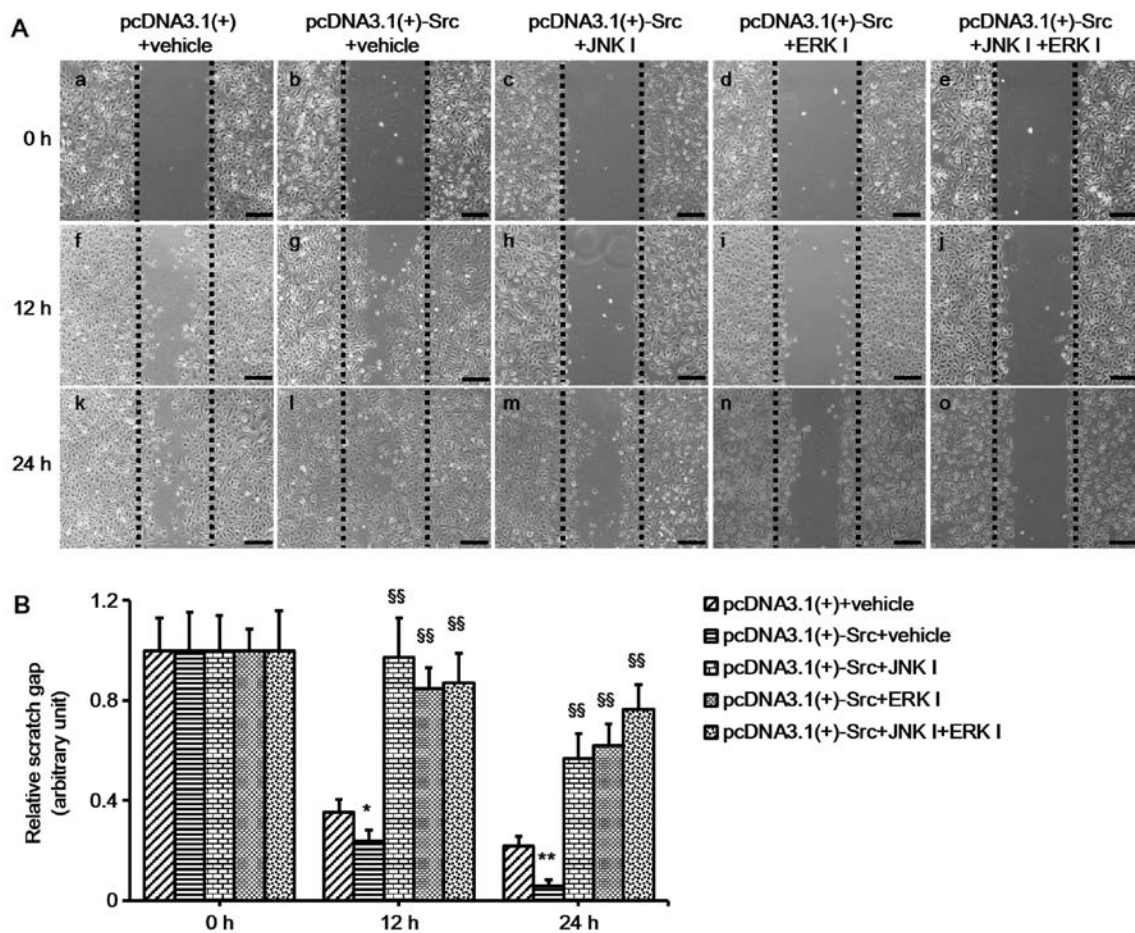 A
pcDNA3.1(+)
+vehicle
pcDNA3.1(+)-Src
+vehicle
pcDNA3.1(+)-Src
+JNK I
pcDNA3.1(+)-Src
+ERK I
pcDNA3.1(+)-Src
+JNK I +ERK I
0 h
a
b
c
d
e
12 h
f
g
h
i
j
24 h
k
l
m
n
o
B
Relative scratch gap
(arbitrary unit)
1.2
0.8
0.4
0
*
§§
§§
§§
**
§§
§§
§§
0 h
12 h
24 h
pcDNA3.1(+)+vehicle
pcDNA3.1(+)-Src+vehicle
pcDNA3.1(+)-Src+JNK I
pcDNA3.1(+)-Src+ERK I
pcDNA3.1(+)-Src+JNK I+ERK I